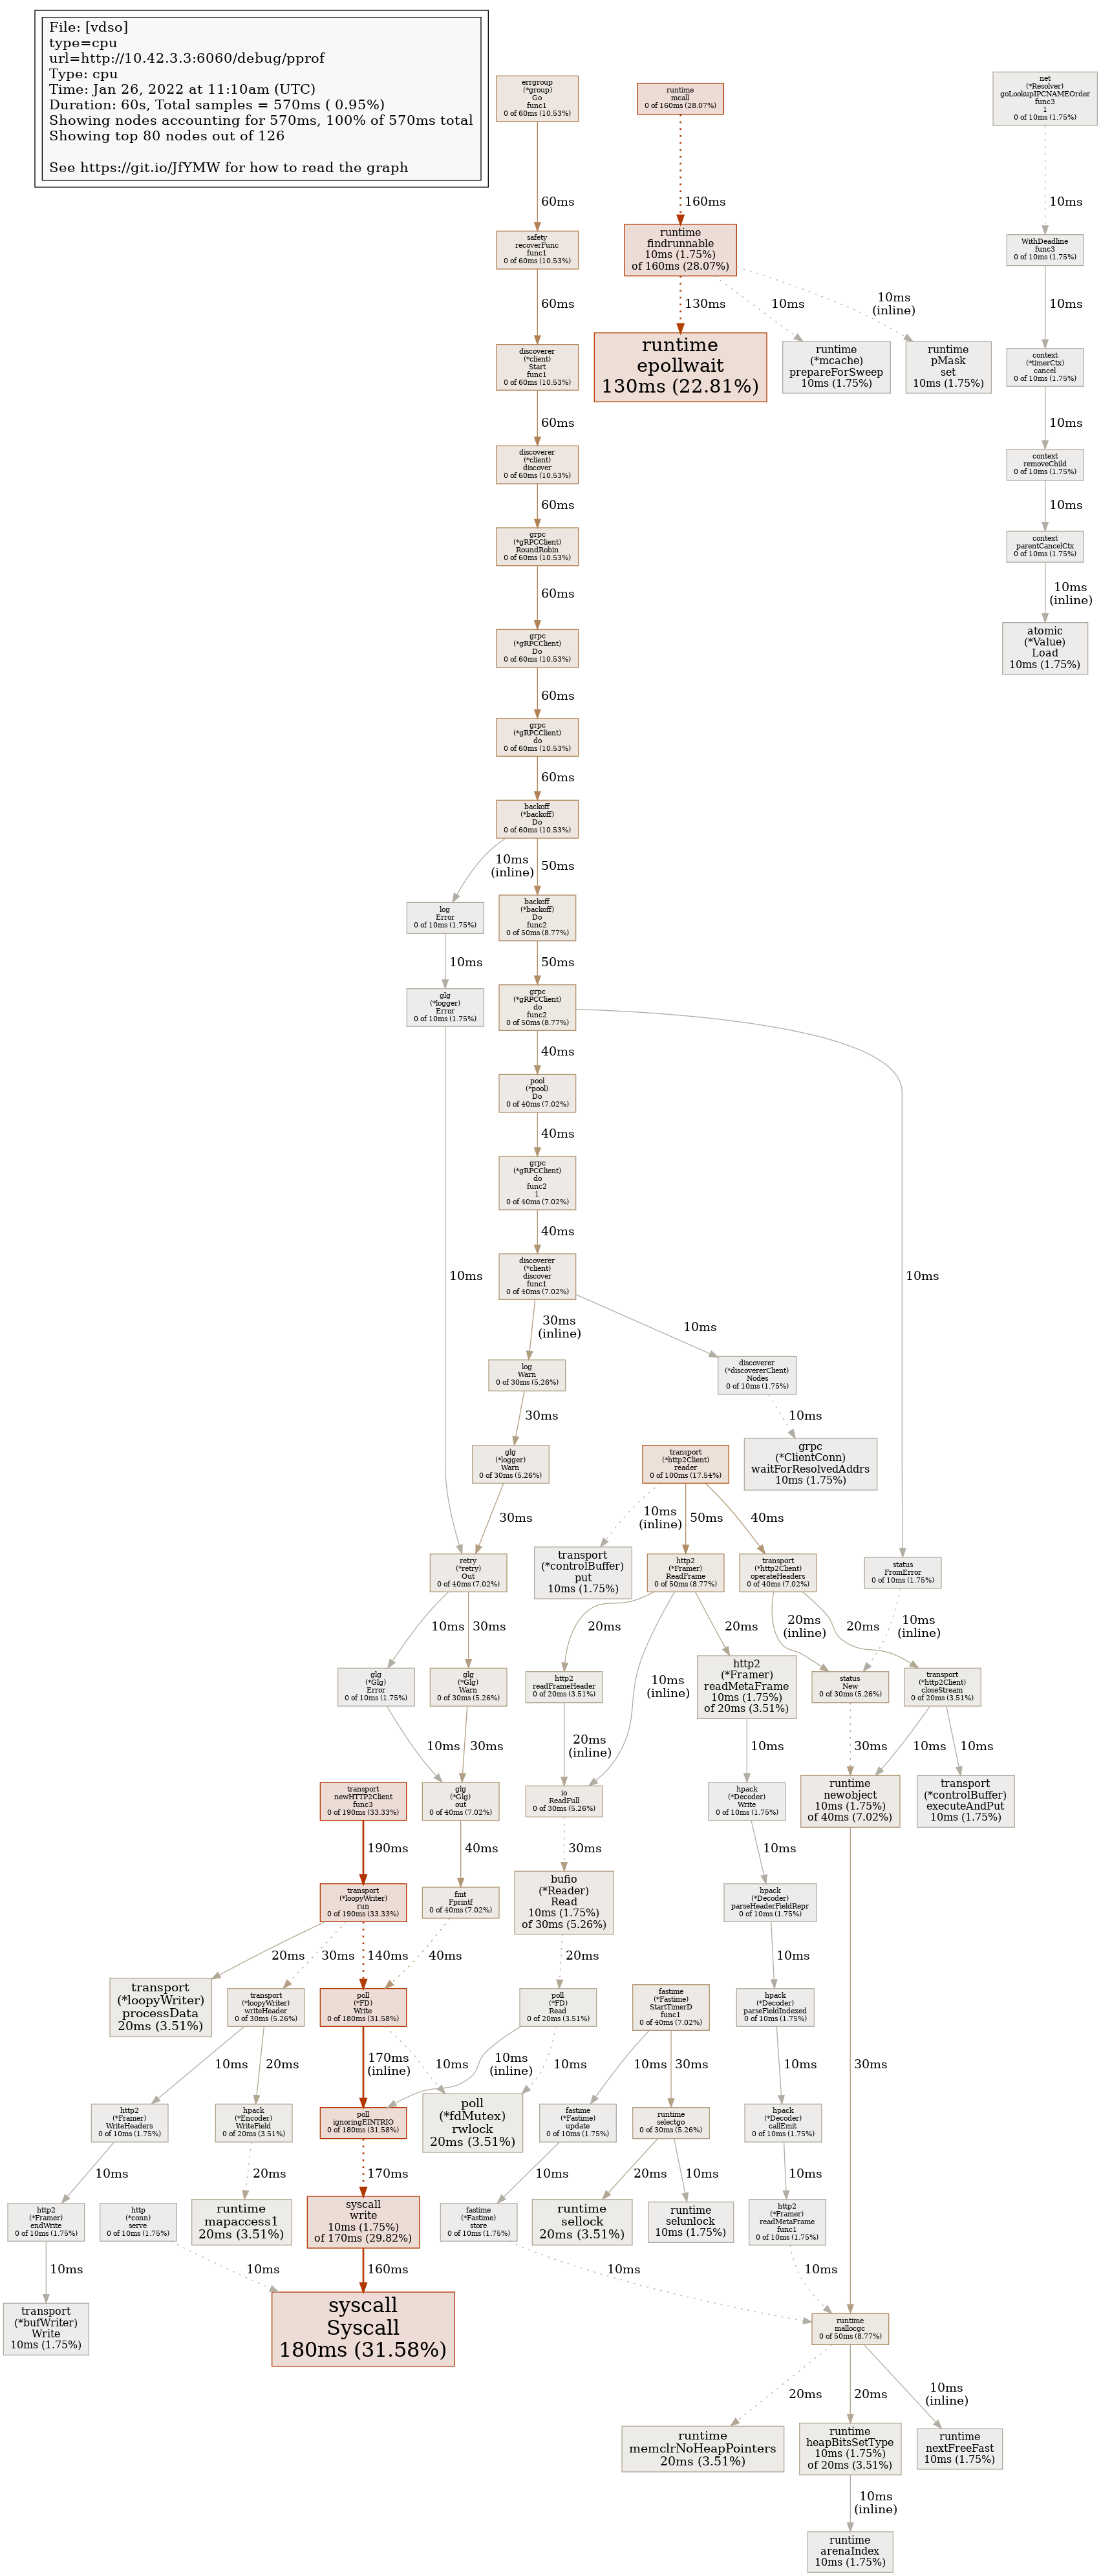 File: [vdso]
type=cpu
url=http://10.42.3.3:6060/debug/pprof
Type: cpu
Time: Jan 26, 2022 at 11:10am (UTC)
Duration: 60s, Total samples = 570ms ( 0.95%)
Showing nodes accounting for 570ms, 100% of 570ms total
Showing top 80 nodes out of 126
See https://git.io/JfYMW for how to read the graph
errgroup
(*group)
Go
func1
0 of 60ms (10.53%)
runtime
mcall
0 of 160ms (28.07%)
net
(*Resolver)
goLookupIPCNAMEOrder
func3
1
0 of 10ms (1.75%)
60ms
160ms
10ms
safety
recoverFunc
func1
0 of 60ms (10.53%)
runtime
findrunnable
10ms (1.75%)
of 160ms (28.07%)
WithDeadline
func3
0 of 10ms (1.75%)
60ms
130ms
10ms
10ms
(inline)
10ms
discoverer
(*client)
Start
func1
0 of 60ms (10.53%)
runtime
epollwait
130ms (22.81%)
runtime
(*mcache)
prepareForSweep
10ms (1.75%)
runtime
pMask
set
10ms (1.75%)
context
(*timerCtx)
cancel
0 of 10ms (1.75%)
60ms
10ms
discoverer
(*client)
discover
0 of 60ms (10.53%)
context
removeChild
0 of 10ms (1.75%)
60ms
10ms
grpc
(*gRPCClient)
RoundRobin
0 of 60ms (10.53%)
context
parentCancelCtx
0 of 10ms (1.75%)
60ms
10ms
(inline)
grpc
(*gRPCClient)
Do
0 of 60ms (10.53%)
atomic
(*Value)
Load
10ms (1.75%)
60ms
grpc
(*gRPCClient)
do
0 of 60ms (10.53%)
60ms
backoff
(*backoff)
Do
0 of 60ms (10.53%)
10ms
(inline)
50ms
log
Error
0 of 10ms (1.75%)
backoff
(*backoff)
Do
func2
0 of 50ms (8.77%)
10ms
50ms
glg
(*logger)
Error
0 of 10ms (1.75%)
grpc
(*gRPCClient)
do
func2
0 of 50ms (8.77%)
40ms
pool
(*pool)
Do
0 of 40ms (7.02%)
40ms
grpc
(*gRPCClient)
do
func2
1
0 of 40ms (7.02%)
40ms
discoverer
(*client)
discover
func1
0 of 40ms (7.02%)
10ms
10ms
30ms
(inline)
10ms
log
Warn
0 of 30ms (5.26%)
discoverer
(*discovererClient)
Nodes
0 of 10ms (1.75%)
30ms
10ms
glg
(*logger)
Warn
0 of 30ms (5.26%)
transport
(*http2Client)
reader
0 of 100ms (17.54%)
grpc
(*ClientConn)
waitForResolvedAddrs
10ms (1.75%)
30ms
10ms
(inline)
50ms
40ms
retry
(*retry)
Out
0 of 40ms (7.02%)
transport
(*controlBuffer)
put
10ms (1.75%)
http2
(*Framer)
ReadFrame
0 of 50ms (8.77%)
transport
(*http2Client)
operateHeaders
0 of 40ms (7.02%)
status
FromError
0 of 10ms (1.75%)
10ms
30ms
20ms
10ms
(inline)
20ms
20ms
(inline)
20ms
10ms
(inline)
glg
(*Glg)
Error
0 of 10ms (1.75%)
glg
(*Glg)
Warn
0 of 30ms (5.26%)
http2
readFrameHeader
0 of 20ms (3.51%)
http2
(*Framer)
readMetaFrame
10ms (1.75%)
of 20ms (3.51%)
status
New
0 of 30ms (5.26%)
transport
(*http2Client)
closeStream
0 of 20ms (3.51%)
10ms
30ms
20ms
(inline)
10ms
30ms
10ms
10ms
transport
newHTTP2Client
func3
0 of 190ms (33.33%)
glg
(*Glg)
out
0 of 40ms (7.02%)
io
ReadFull
0 of 30ms (5.26%)
hpack
(*Decoder)
Write
0 of 10ms (1.75%)
runtime
newobject
10ms (1.75%)
of 40ms (7.02%)
transport
(*controlBuffer)
executeAndPut
10ms (1.75%)
190ms
40ms
30ms
10ms
transport
(*loopyWriter)
run
0 of 190ms (33.33%)
fmt
Fprintf
0 of 40ms (7.02%)
bufio
(*Reader)
Read
10ms (1.75%)
of 30ms (5.26%)
hpack
(*Decoder)
parseHeaderFieldRepr
0 of 10ms (1.75%)
20ms
30ms
140ms
40ms
20ms
10ms
transport
(*loopyWriter)
processData
20ms (3.51%)
transport
(*loopyWriter)
writeHeader
0 of 30ms (5.26%)
poll
(*FD)
Write
0 of 180ms (31.58%)
poll
(*FD)
Read
0 of 20ms (3.51%)
fastime
(*Fastime)
StartTimerD
func1
0 of 40ms (7.02%)
hpack
(*Decoder)
parseFieldIndexed
0 of 10ms (1.75%)
10ms
20ms
170ms
(inline)
10ms
10ms
(inline)
10ms
10ms
30ms
10ms
30ms
http2
(*Framer)
WriteHeaders
0 of 10ms (1.75%)
hpack
(*Encoder)
WriteField
0 of 20ms (3.51%)
poll
ignoringEINTRIO
0 of 180ms (31.58%)
poll
(*fdMutex)
rwlock
20ms (3.51%)
fastime
(*Fastime)
update
0 of 10ms (1.75%)
runtime
selectgo
0 of 30ms (5.26%)
hpack
(*Decoder)
callEmit
0 of 10ms (1.75%)
10ms
20ms
170ms
10ms
20ms
10ms
10ms
http2
(*Framer)
endWrite
0 of 10ms (1.75%)
http
(*conn)
serve
0 of 10ms (1.75%)
runtime
mapaccess1
20ms (3.51%)
syscall
write
10ms (1.75%)
of 170ms (29.82%)
fastime
(*Fastime)
store
0 of 10ms (1.75%)
runtime
sellock
20ms (3.51%)
runtime
selunlock
10ms (1.75%)
http2
(*Framer)
readMetaFrame
func1
0 of 10ms (1.75%)
10ms
10ms
160ms
10ms
10ms
transport
(*bufWriter)
Write
10ms (1.75%)
syscall
Syscall
180ms (31.58%)
runtime
mallocgc
0 of 50ms (8.77%)
20ms
20ms
10ms
(inline)
runtime
memclrNoHeapPointers
20ms (3.51%)
runtime
heapBitsSetType
10ms (1.75%)
of 20ms (3.51%)
runtime
nextFreeFast
10ms (1.75%)
10ms
(inline)
runtime
arenaIndex
10ms (1.75%)